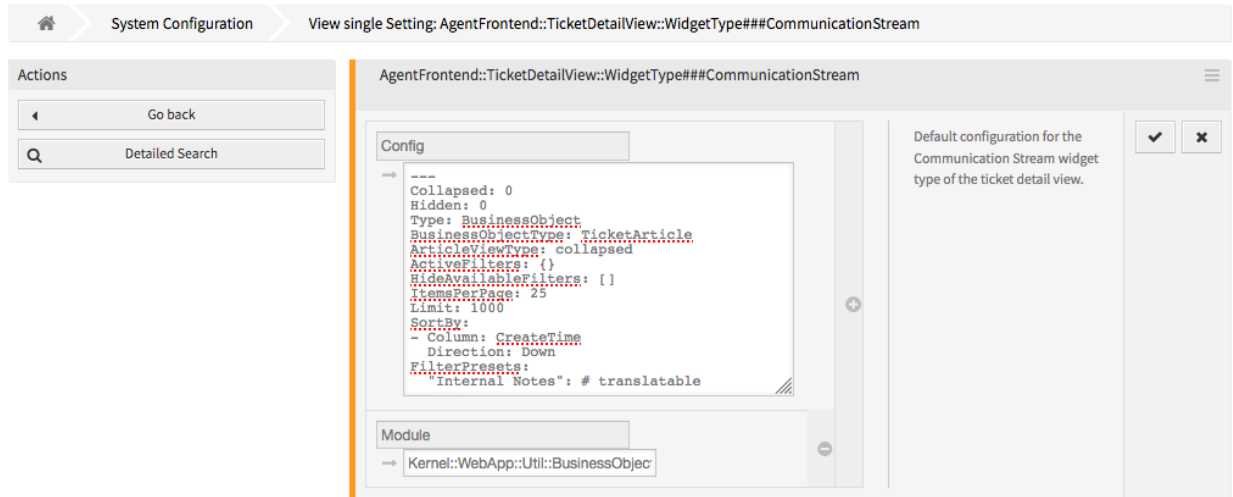 System Configuration
View single Setting: AgentFrontend::TicketDetailView::WidgetType###CommunicationStream
Actions
Go back
Detailed Search
AgentFrontend::TicketDetailView::WidgetType###CommunicationStream
Config
---
Collapsed: 0
Hidden: 0
Type: BusinessObject
BusinessObjectType: TicketArticle
ArticleViewType: collapsed
ActiveFilters: {}
HideAvailableFilters: []
ItemsPerPage: 25
Limit: 1000
SortBy:
- Column: CreateTime
  Direction: Down
FilterPresets:
  "Internal Notes": # translatable
Module
Kernel::WebApp::Util::BusinessObjec
Default configuration for the
Communication Stream widget
type of the ticket detail view.